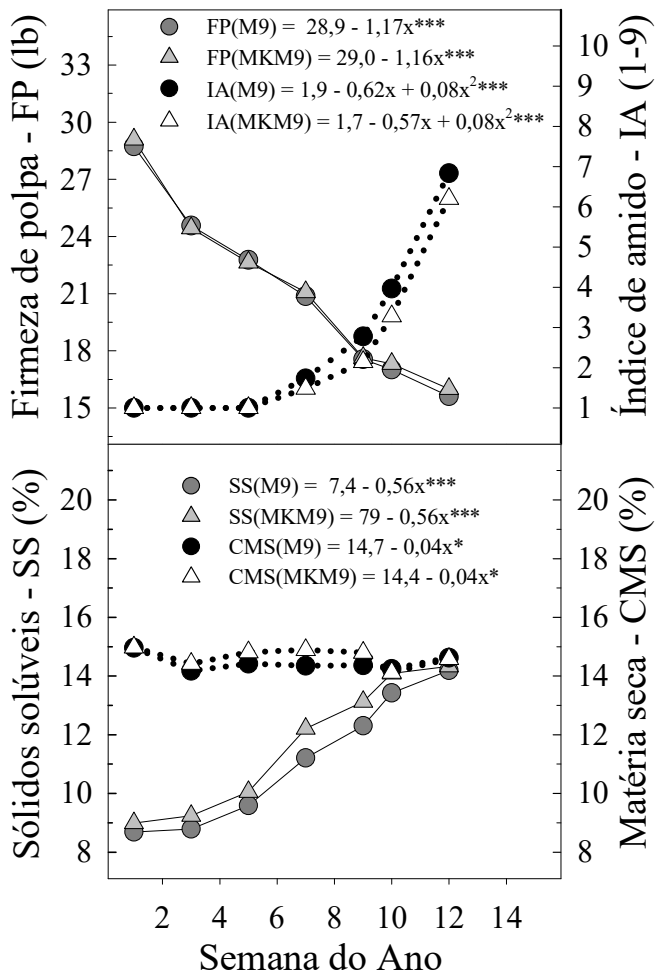 FP(M9) = 28,9 - 1,17x***
FP(MKM9) = 29,0 - 1,16x***
IA(M9) = 1,9 - 0,62x + 0,08x²***
IA(MKM9) = 1,7 - 0,57x + 0,08x²***
Firmeza de polpa - FP (lb)
33
30
27
24
21
18
15
Índice de amido - IA (1-9)
10
9
8
7
6
5
4
3
2
1
SS(M9) = 7,4 - 0,56x***
SS(MKM9) = 79 - 0,56x***
CMS(M9) = 14,7 - 0,04x*
CMS(MKM9) = 14,4 - 0,04x*
Sólidos solúveis - SS (%)
20
18
16
14
12
10
8
Matéria seca - CMS (%)
20
18
16
14
12
10
8
2 4 6 8 10 12 14
Semana do Ano